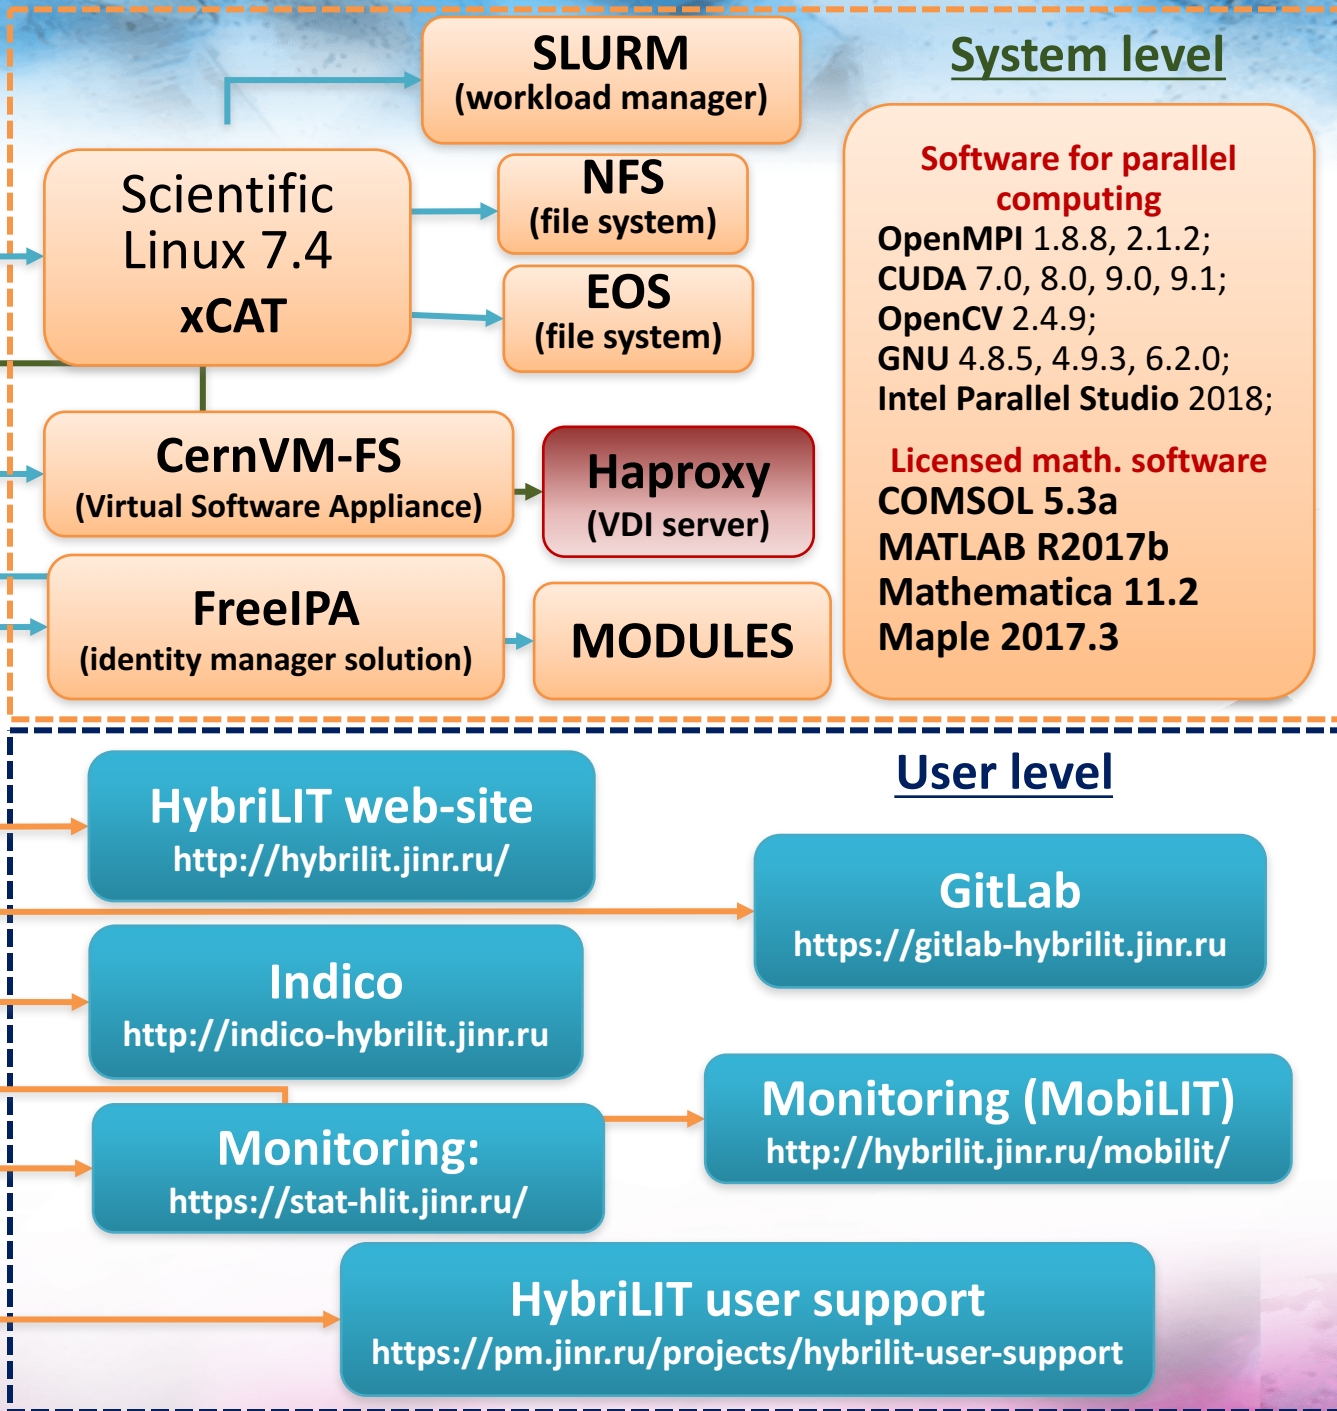 System level
SLURM
(workload manager)
Scientific
Linux 7.4
xCAT
NFS
(file system)
EOS
(file system)
CernVM-FS
(Virtual Software Appliance)
Haproxy
(VDI server)
FreeIPA
(identity manager solution)
MODULES
Software for parallel
computing
OpenMPI 1.8.8, 2.1.2;
CUDA 7.0, 8.0, 9.0, 9.1;
OpenCV 2.4.9;
GNU 4.8.5, 4.9.3, 6.2.0;
Intel Parallel Studio 2018;
Licensed math. software
COMSOL 5.3a
MATLAB R2017b
Mathematica 11.2
Maple 2017.3
User level
HybriLIT web-site
http://hybrilit.jinr.ru/
GitLab
https://gitlab-hybrilit.jinr.ru
Indico
http://indico-hybrilit.jinr.ru
Monitoring (MobiLIT)
http://hybrilit.jinr.ru/mobilit/
Monitoring:
https://stat-hlit.jinr.ru/
HybriLIT user support
https://pm.jinr.ru/projects/hybrilit-user-support